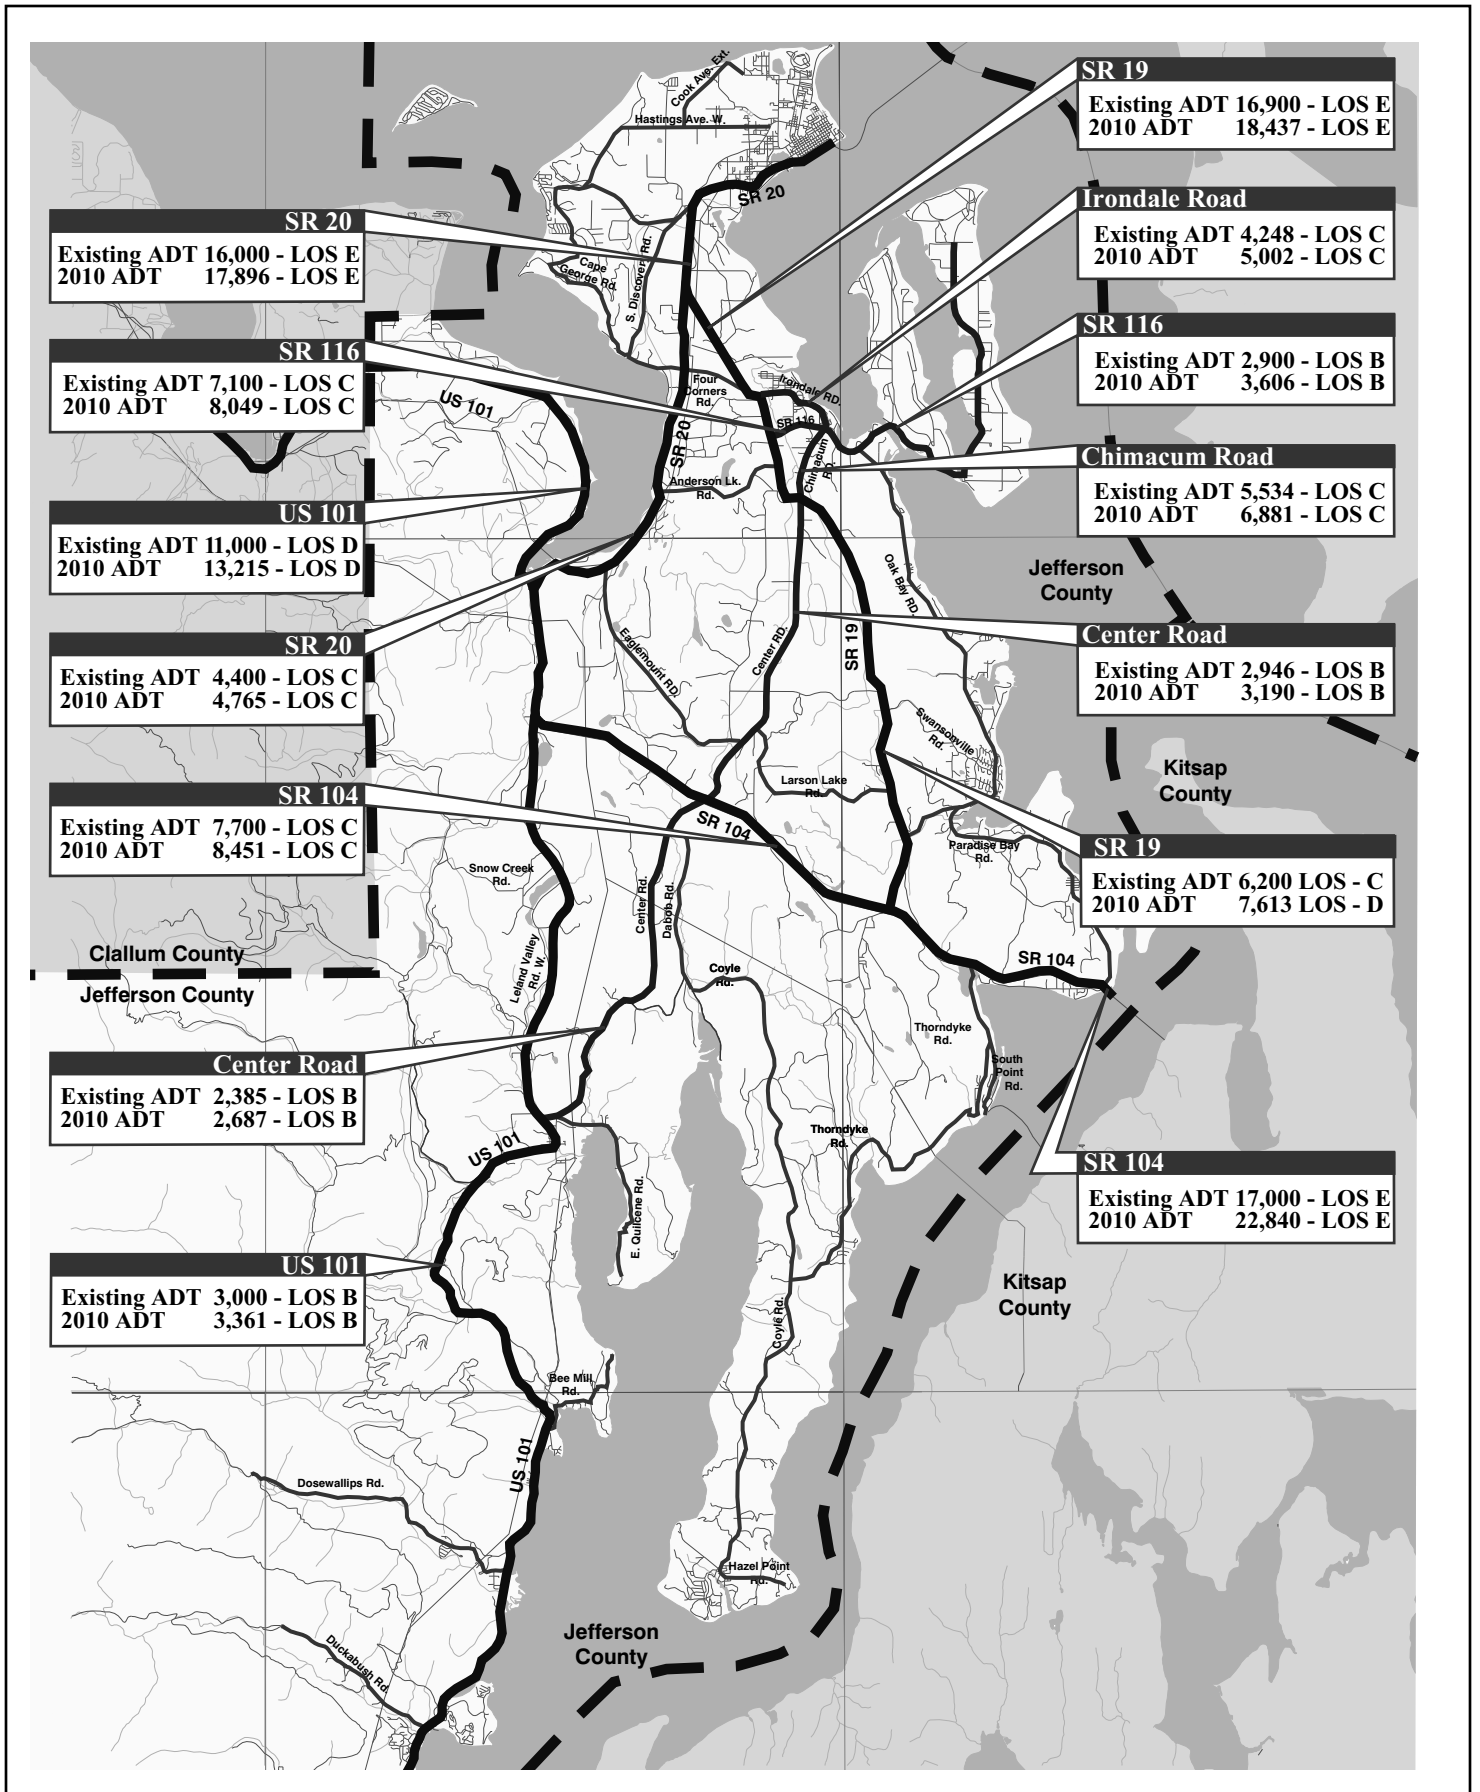 Cook Ave. Ext.
Hastings Ave. W.
SR 20
SR 19
Existing ADT 16,900 - LOS E
2010 ADT 18,437 - LOS E
SR 20
Existing ADT 16,000 - LOS E
2010 ADT 17,896 - LOS E
Irondale Road
Existing ADT 4,248 - LOS C
2010 ADT 5,002 - LOS C
Cape
George Rd.
S. Discovery Rd.
SR 116
Existing ADT 7,100 - LOS C
2010 ADT 8,049 - LOS C
SR 116
Existing ADT 2,900 - LOS B
2010 ADT 3,606 - LOS B
US 101
Four
Corners
Rd.
Irondale RD.
SR 116
SR 20
Chimacum
RD.
Anderson Lk.
Rd.
Chimacum Road
Existing ADT 5,534 - LOS C
2010 ADT 6,881 - LOS C
US 101
Existing ADT 11,000 - LOS D
2010 ADT 13,215 - LOS D
Oak Bay RD.
Jefferson
County
SR 20
Existing ADT 4,400 - LOS C
2010 ADT 4,765 - LOS C
Eaglemount RD.
Center RD.
SR 19
Center Road
Existing ADT 2,946 - LOS B
2010 ADT 3,190 - LOS B
Swansonville
Rd.
Larson Lake
Rd.
Kitsap
County
SR 104
Existing ADT 7,700 - LOS C
2010 ADT 8,451 - LOS C
SR 104
Paradise Bay
Rd.
SR 19
Existing ADT 6,200 LOS - C
2010 ADT 7,613 LOS - D
Snow Creek
Rd.
Center Rd.
Dabob Rd.
Clallum County
Jefferson County
Leland Valley
Rd. W.
Coyle
Rd.
SR 104
Thorndyke
Rd.
South
Point
Rd.
Center Road
Existing ADT 2,385 - LOS B
2010 ADT 2,687 - LOS B
US 101
Thorndyke
Rd.
E. Quilcene Rd.
SR 104
Existing ADT 17,000 - LOS E
2010 ADT 22,840 - LOS E
US 101
Existing ADT 3,000 - LOS B
2010 ADT 3,361 - LOS B
Kitsap
County
Coyle Rd.
Bee Mill
Rd.
US 101
Dosewallips Rd.
Hazel Point
Rd.
Jefferson
County
Duckabush Rd.